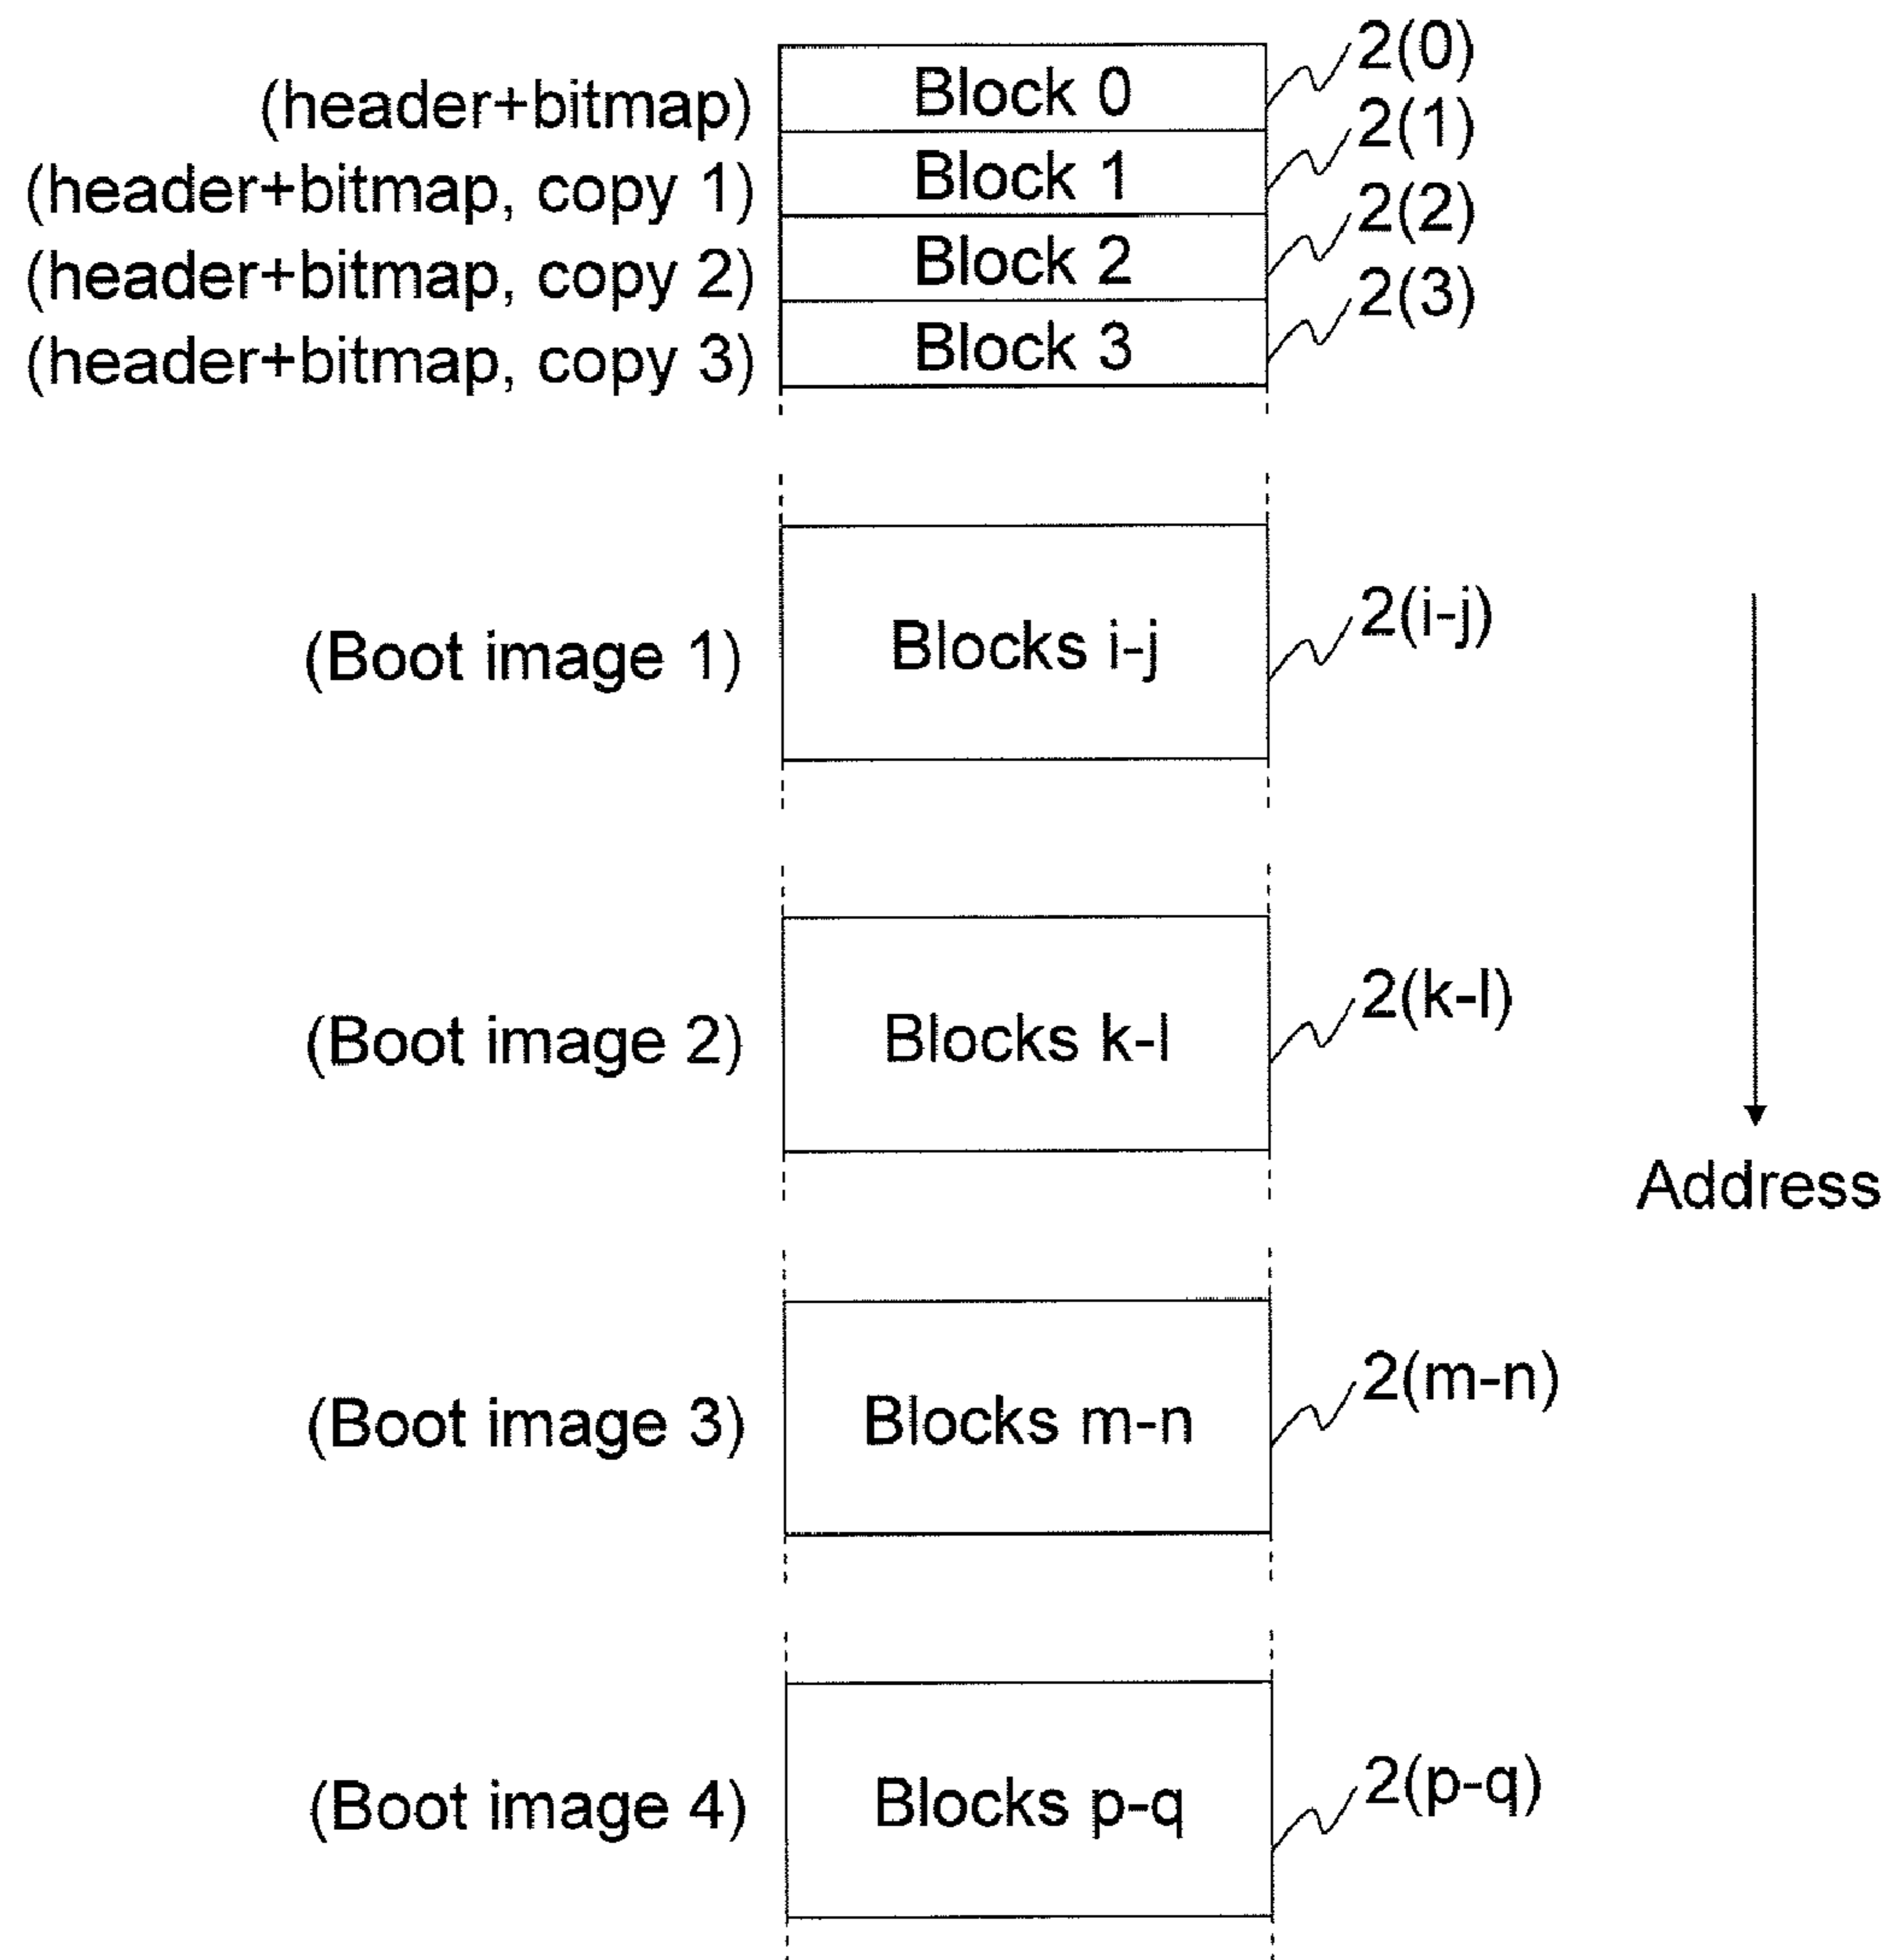 (header+bitmap) Block 0 2(0)
(header+bitmap, copy 1) Block 1 2(1)
(header+bitmap, copy 2) Block 2 2(2)
(header+bitmap, copy 3) Block 3 2(3)
(Boot image 1) Blocks i-j 2(i-j)
(Boot image 2) Blocks k-l 2(k-l)
Address
(Boot image 3) Blocks m-n 2(m-n)
(Boot image 4) Blocks p-q 2(p-q)